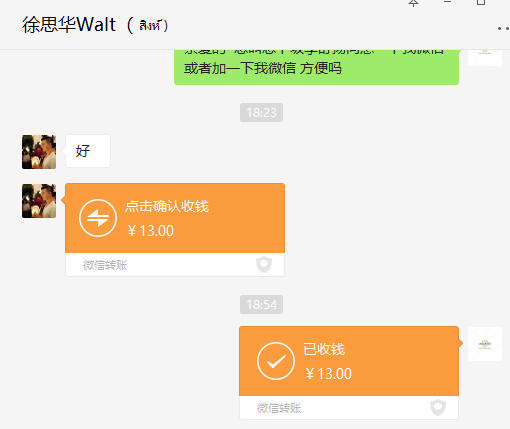 徐思华Walt（สิงห์）
或者加一下我微信 方便吗
18:23
好
点击确认收钱
￥13.00
微信转账
18:54
已收钱
￥13.00
微信转账